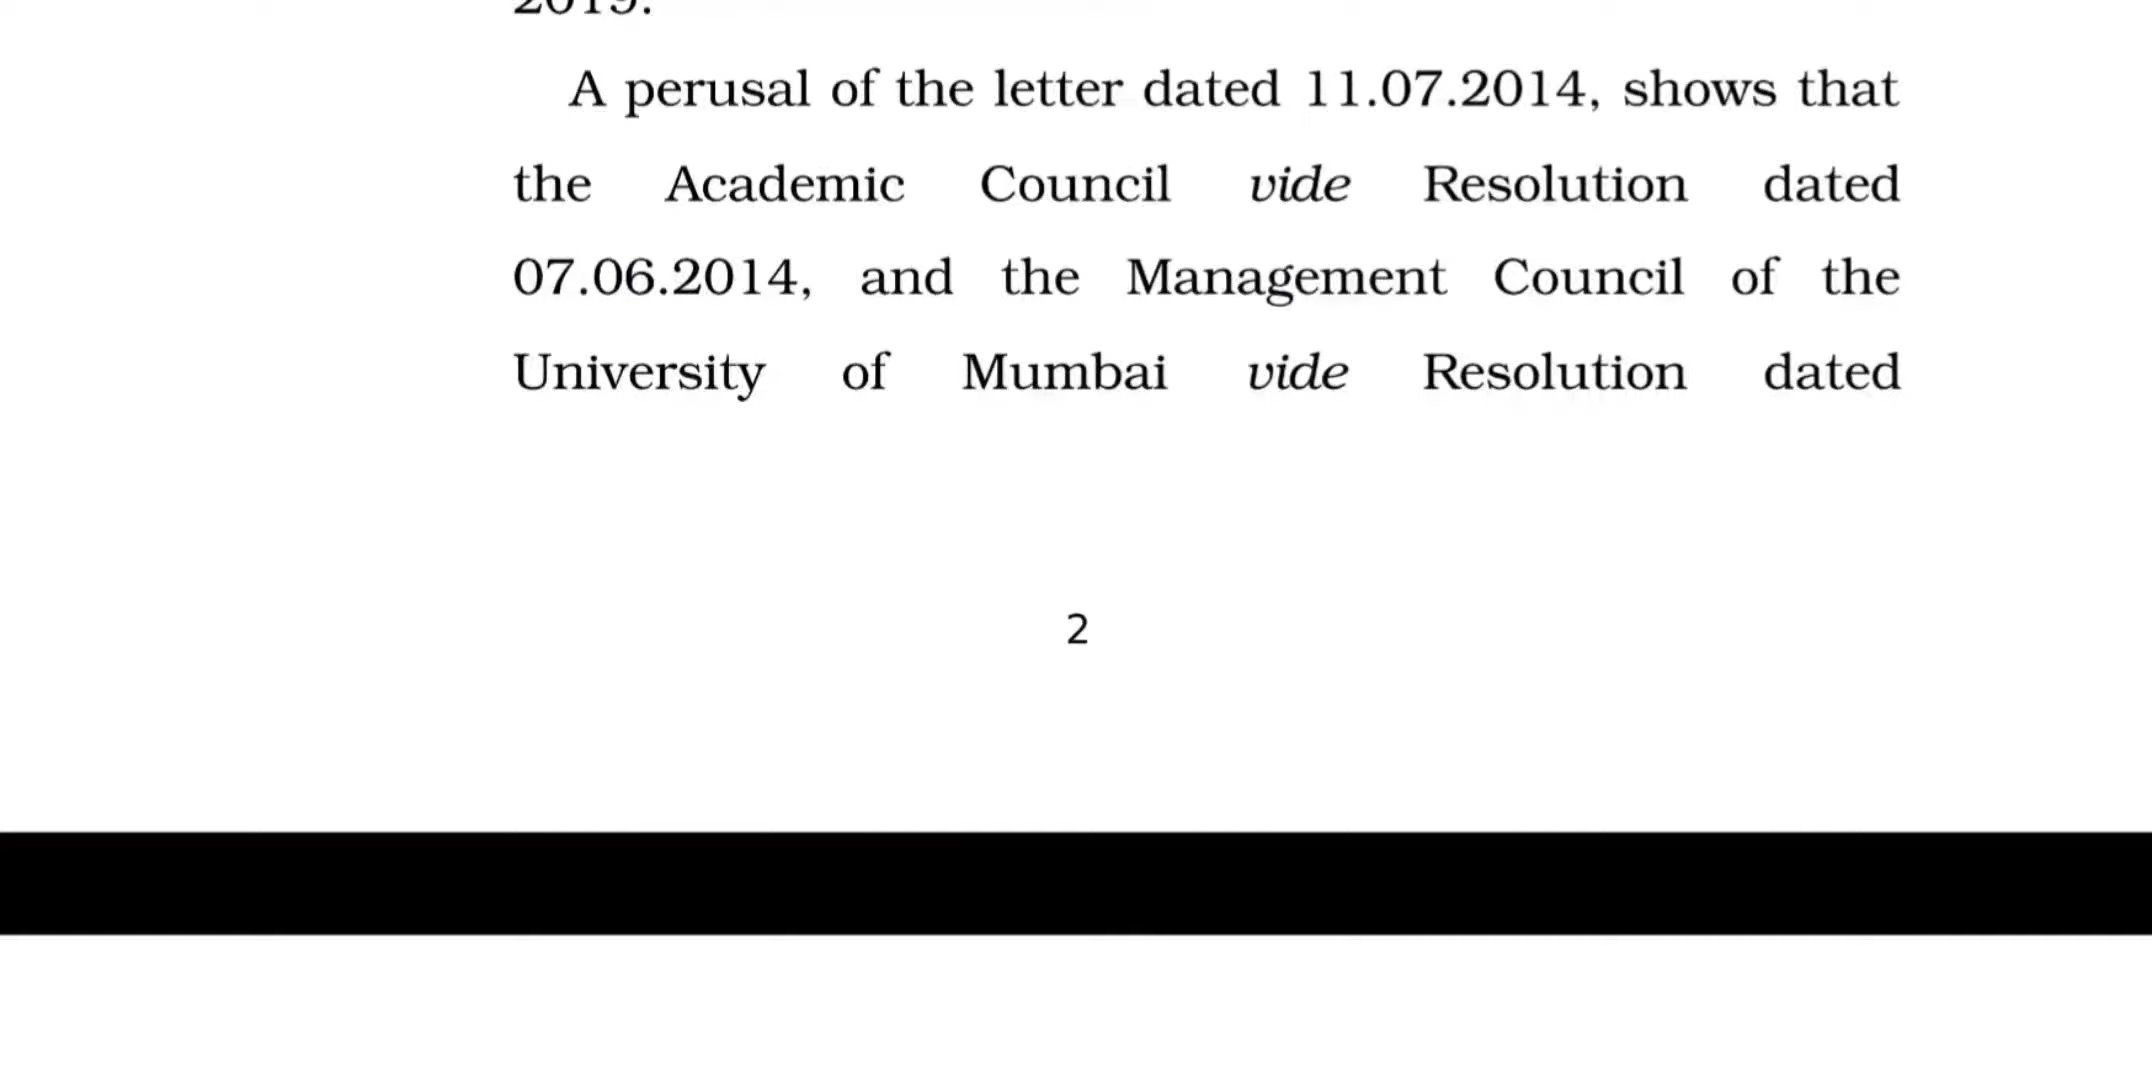 2019.
A perusal of the letter dated 11.07.2014, shows that
the Academic Council vide Resolution dated
07.06.2014, and the Management Council of the
University of Mumbai vide Resolution dated
2